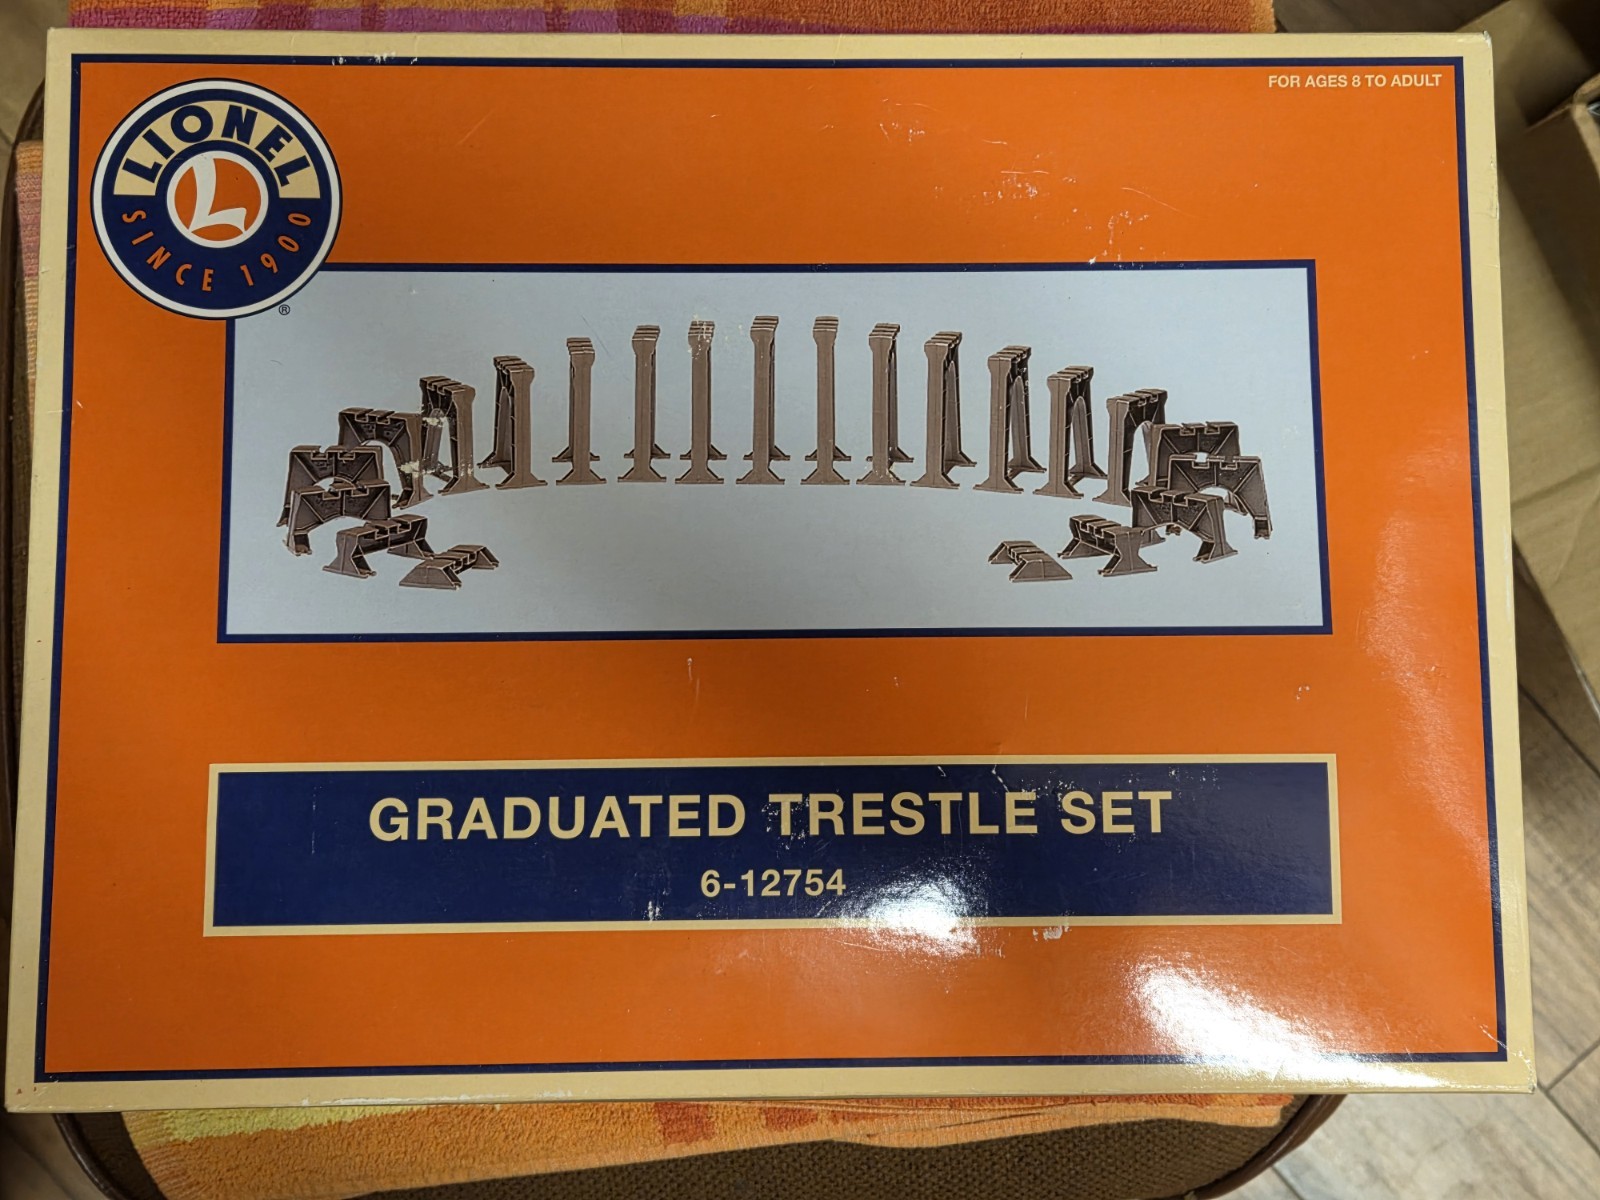 FOR AGES 8 TO ADULT
LIONEL
L
SINCE 1900
®
GRADUATED TRESTLE SET
6-12754